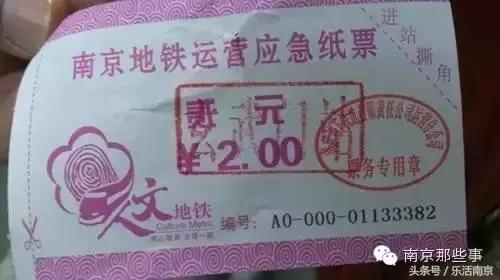 南京地铁运营应急纸票
进站撕角
贰 元
￥2.00
票务专用章
人文地铁
Culture Metro
编号: A0-000-01133382
南京那些事
头条号／乐活南京